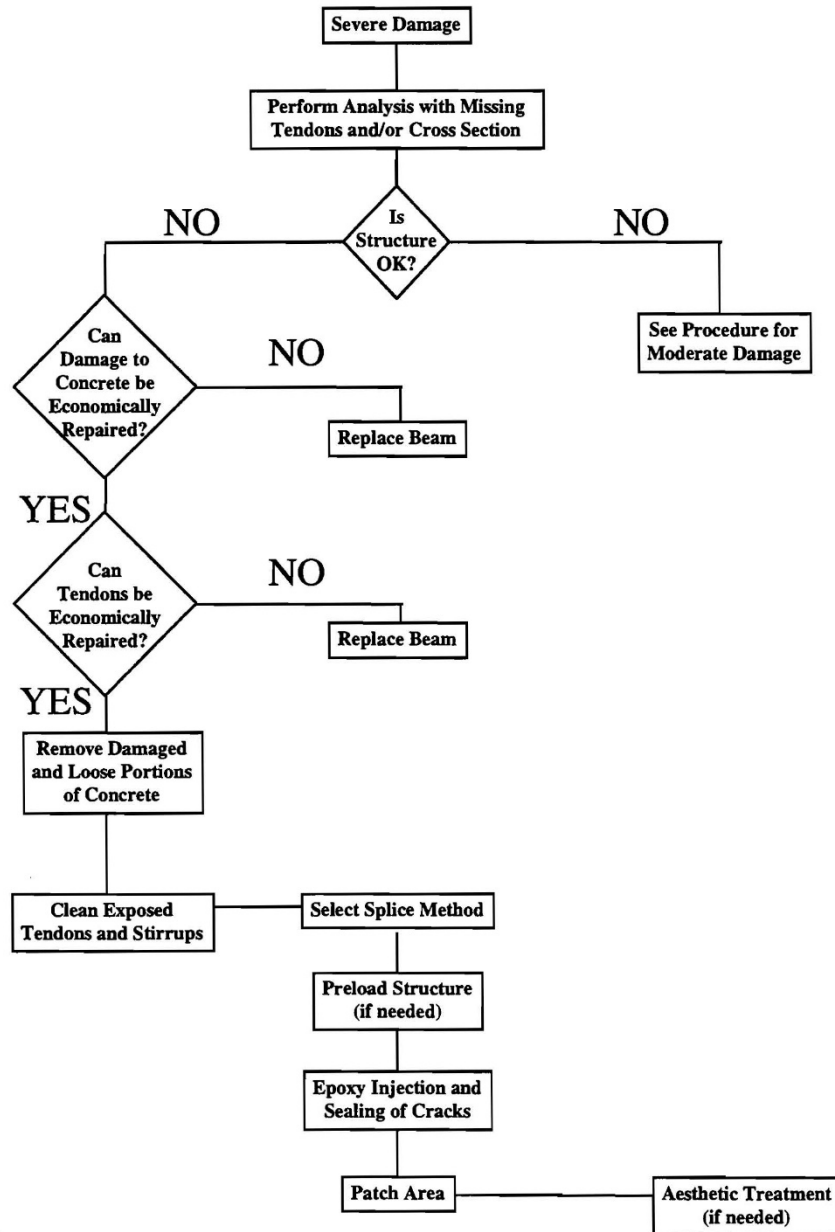 Severe Damage
Perform Analysis with Missing
Tendons and/or Cross Section
NO
Is
Structure
OK?
NO
See Procedure for
Moderate Damage
Can
Damage to
Concrete be
Economically
Repaired?
NO
Replace Beam
YES
Can
Tendons be
Economically
Repaired?
NO
Replace Beam
YES
Remove Damaged
and Loose Portions
of Concrete
Clean Exposed
Tendons and Stirrups
Select Splice Method
Preload Structure
(if needed)
Epoxy Injection and
Sealing of Cracks
Patch Area
Aesthetic Treatment
(if needed)